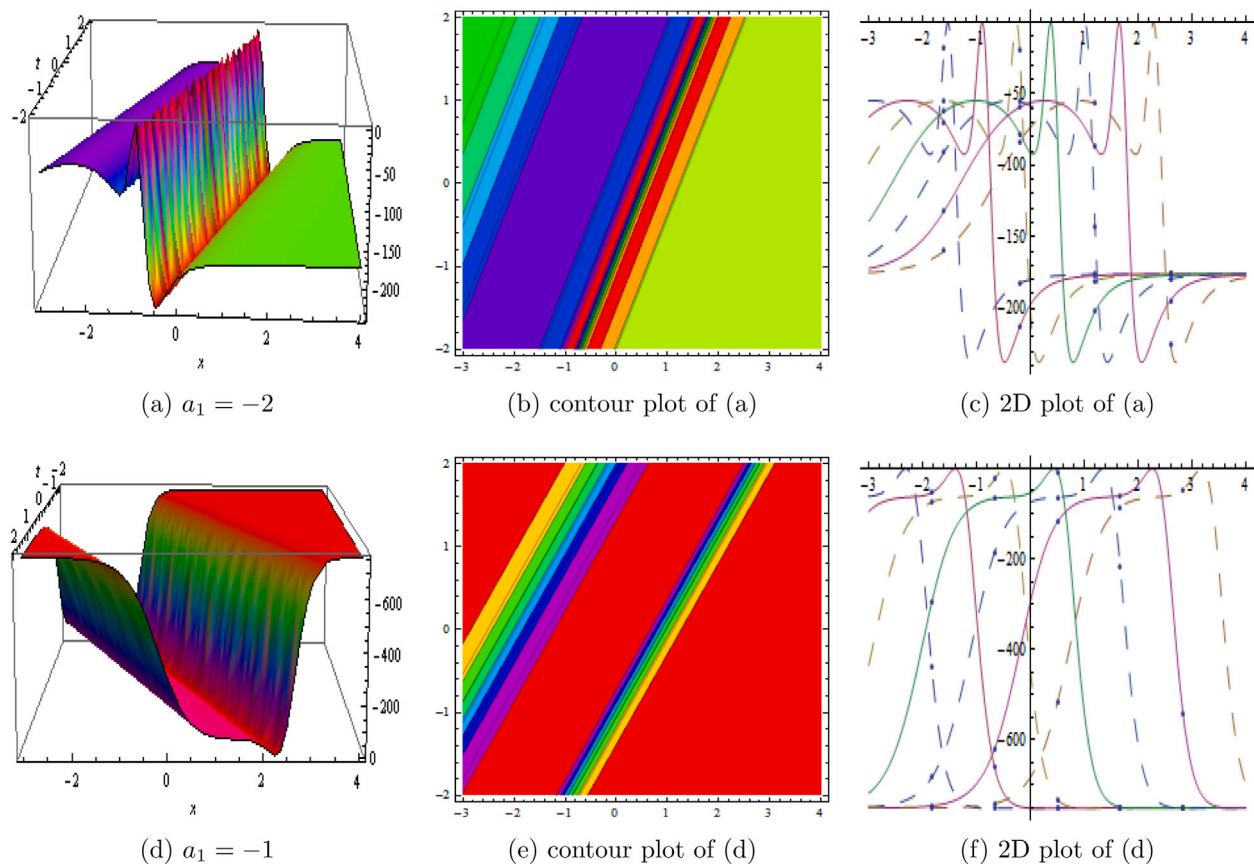 2
1
t 0
-1
-2
0
-50
-100
-150
-200
-2 0 2 4
x
2
1
0
-1
-2
-3 -2 -1 0 1 2 3 4
-3 -2 -1 1 2 3 4
-50
-100
-150
-200
(a) a₁ = −2
(b) contour plot of (a)
(c) 2D plot of (a)
t -2
-1
0
1
2
-600
-400
-200
0
-2 0 2 4
x
2
1
0
-1
-2
-3 -2 -1 0 1 2 3 4
-3 -2 -1 1 2 3 4
-200
-400
-600
(d) a₁ = −1
(e) contour plot of (d)
(f) 2D plot of (d)